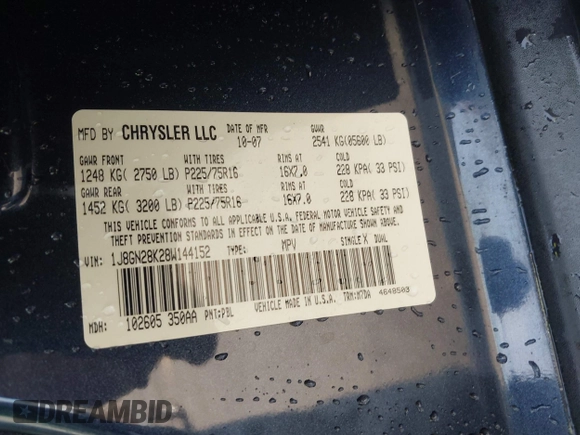 MFD BY CHRYSLER LLC DATE OF MFR 10-07 GVWR 2541 KG(05600 LB)
GAWR FRONT WITH TIRES RIMS AT COLD
1248 KG( 2750 LB) P225/75R16 16X7.0 228 KPA( 33 PSI)
GAWR REAR WITH TIRES RIMS AT COLD
1452 KG( 3200 LB) P225/75R16 16X7.0 228 KPA( 33 PSI)
THIS VEHICLE CONFORMS TO ALL APPLICABLE U.S.A. FEDERAL MOTOR VEHICLE SAFETY AND
THEFT PREVENTION STANDARDS IN EFFECT ON THE DATE OF MANUFACTURE SHOWN ABOVE.
VIN: 1J8GN28K28W144152 TYPE: MPV SINGLE X DUAL
MDH: 102605 350AA PNT:PBL VEHICLE MADE IN U.S.A. TRM:M7DA 4648503
DREAMBID